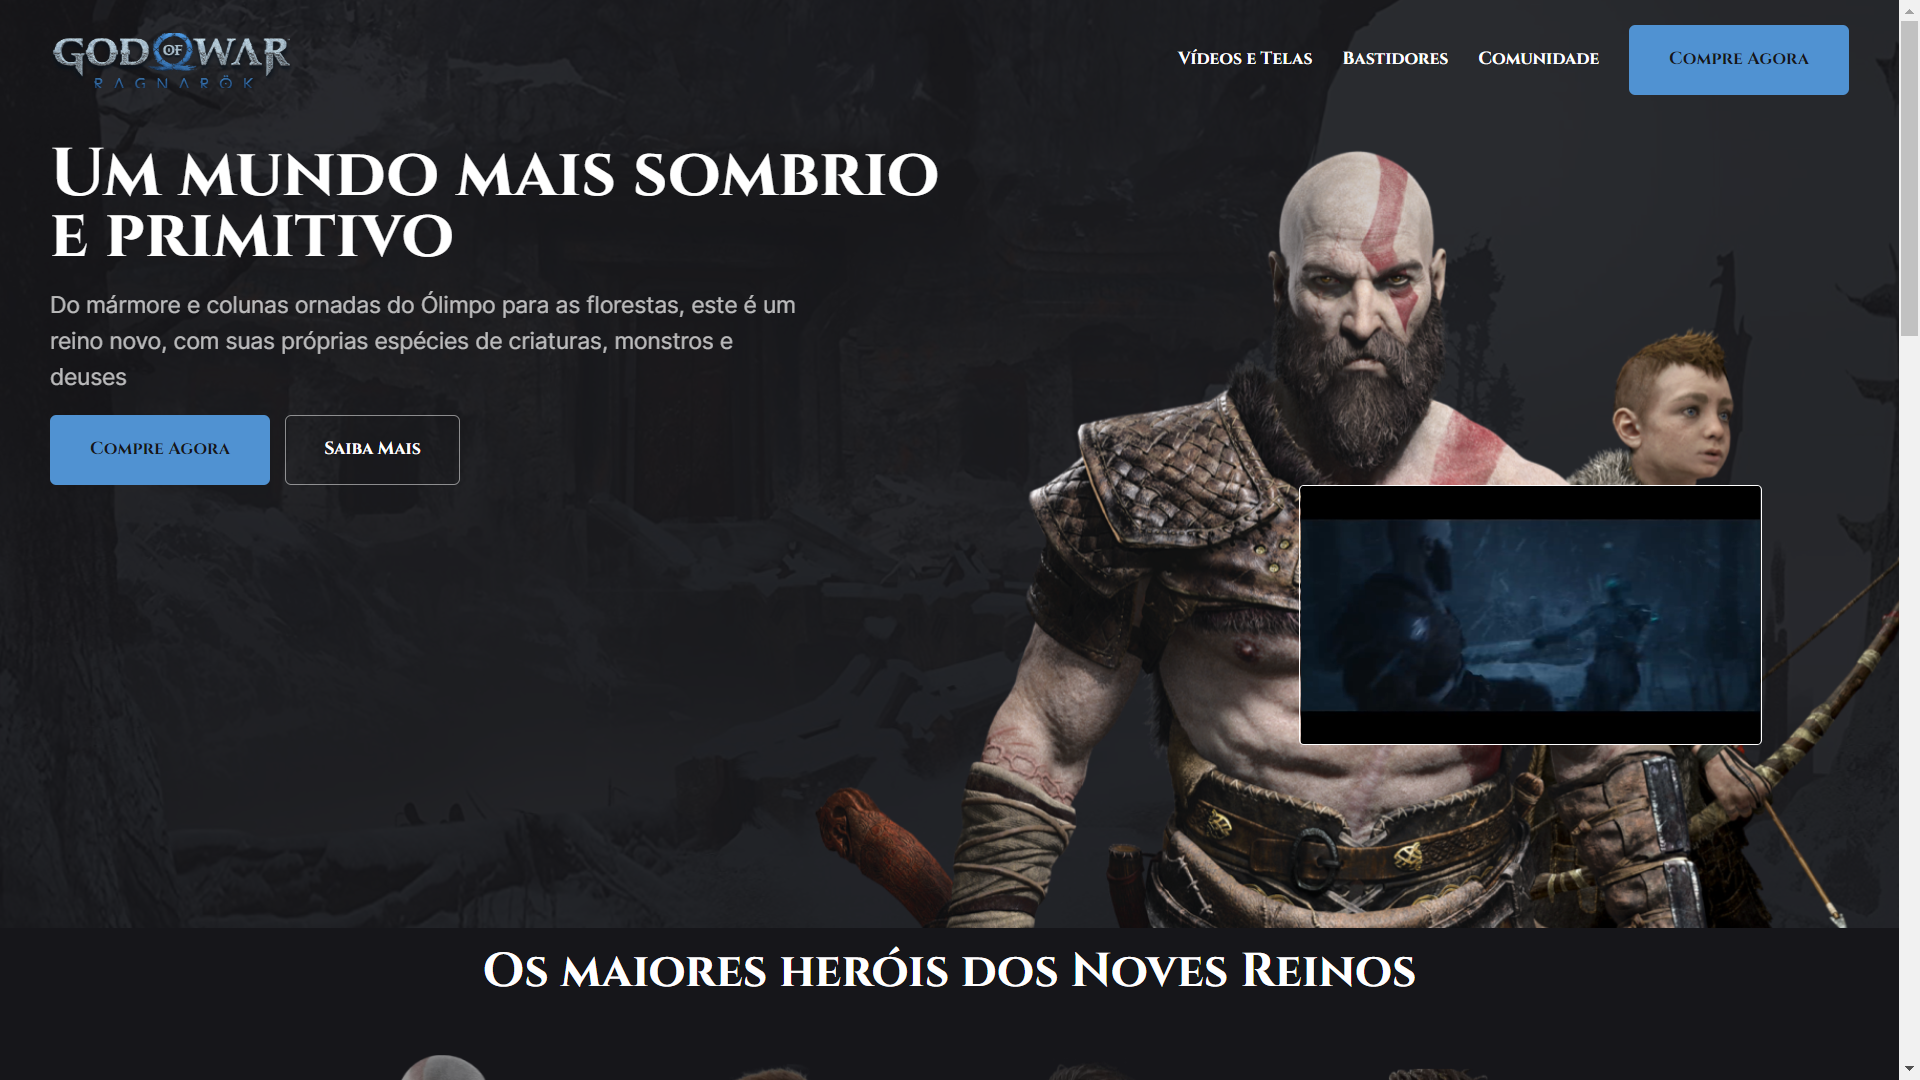 GOD OF WAR
RAGNARÖK
Vídeos e Telas
Bastidores
Comunidade
Compre Agora
Um mundo mais sombrio
e primitivo
Do mármore e colunas ornadas do Ólimpo para as florestas, este é um
reino novo, com suas próprias espécies de criaturas, monstros e
deuses
Compre Agora
Saiba Mais
Os maiores heróis dos Noves Reinos